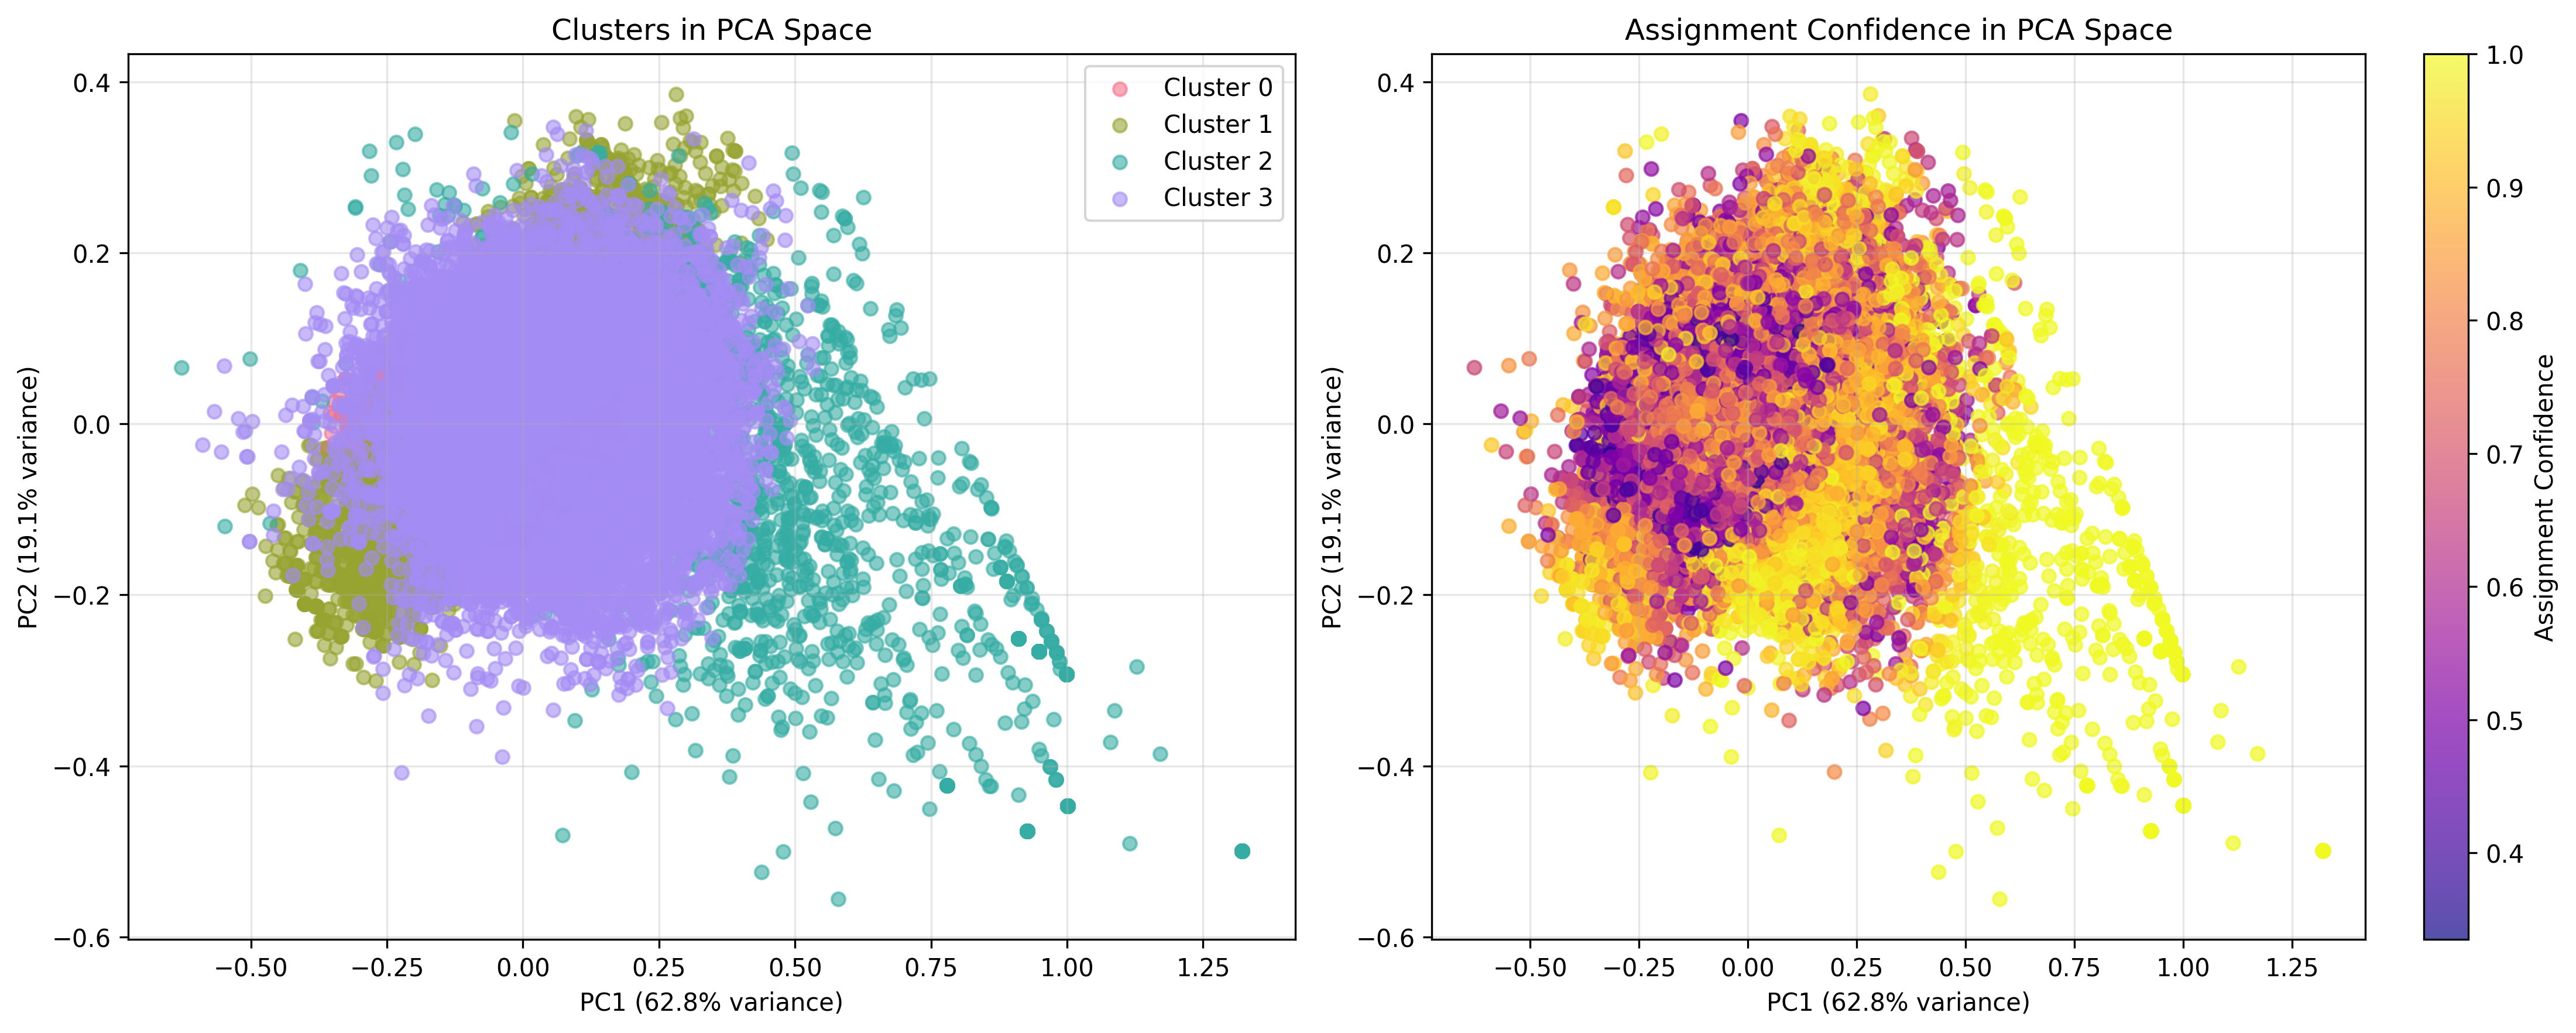 Clusters in PCA Space
Cluster 0
Cluster 1
Cluster 2
Cluster 3
0.4
0.2
0.0
−0.2
−0.4
−0.6
PC2 (19.1% variance)
−0.50 −0.25 0.00 0.25 0.50 0.75 1.00 1.25
PC1 (62.8% variance)
Assignment Confidence in PCA Space
0.4
0.2
0.0
−0.2
−0.4
−0.6
PC2 (19.1% variance)
−0.50 −0.25 0.00 0.25 0.50 0.75 1.00 1.25
PC1 (62.8% variance)
1.0
0.9
0.8
0.7
0.6
0.5
0.4
Assignment Confidence